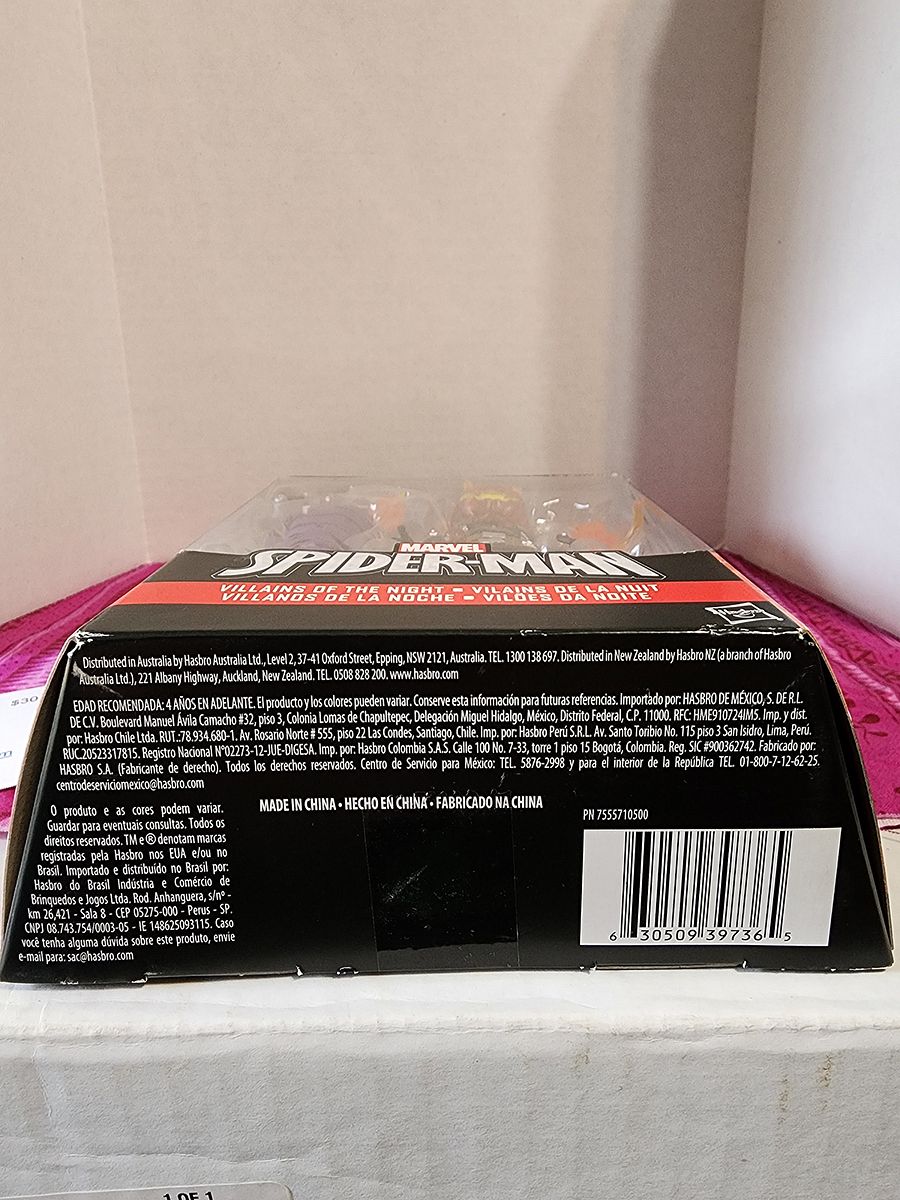 MARVEL
SPIDER-MAN
VILLAINS OF THE NIGHT ▪ VILAINS DE LA NUIT
VILLANOS DE LA NOCHE ▪ VILÕES DA NOITE
Hasbro
Distributed in Australia by Hasbro Australia Ltd., Level 2, 37-41 Oxford Street, Epping, NSW 2121, Australia. TEL. 1300 138 697. Distributed in New Zealand by Hasbro NZ (a branch of Hasbro
Australia Ltd.), 221 Albany Highway, Auckland, New Zealand. TEL. 0508 828 200. www.hasbro.com
$30
EDAD RECOMENDADA: 4 AÑOS EN ADELANTE. El producto y los colores pueden variar. Conserve esta información para futuras referencias. Importado por: HASBRO DE MÉXICO, S. DE R.L.
DE C.V. Boulevard Manuel Ávila Camacho #32, piso 3, Colonia Lomas de Chapultepec, Delegación Miguel Hidalgo, México, Distrito Federal, C.P. 11000. RFC: HME910724IM5. Imp. y dist.
por: Hasbro Chile Ltda. RUT.:78.934.680-1. Av. Rosario Norte # 555, piso 22 Las Condes, Santiago, Chile. Imp. por: Hasbro Perú S.R.L. Av. Santo Toribio No. 115 piso 3 San Isidro, Lima, Perú.
RUC.20523317815. Registro Nacional N°02273-12-JUE-DIGESA. Imp. por: Hasbro Colombia S.A.S. Calle 100 No. 7-33, torre 1 piso 15 Bogotá, Colombia. Reg. SIC #900362742. Fabricado por:
HASBRO S.A. (Fabricante de derecho). Todos los derechos reservados. Centro de Servicio para México: TEL. 5876-2998 y para el interior de la República TEL. 01-800-7-12-62-25.
centrodeserviciomexico@hasbro.com
O produto e as cores podem variar.
Guardar para eventuais consultas. Todos os
direitos reservados. TM e ® denotam marcas
registradas pela Hasbro nos EUA e/ou no
Brasil. Importado e distribuído no Brasil por:
Hasbro do Brasil Indústria e Comércio de
Brinquedos e Jogos Ltda. Rod. Anhanguera, s/nº -
km 26,421 - Sala 8 - CEP 05275-000 - Perus - SP.
CNPJ 08.743.754/0003-05 - IE 148625093115. Caso
você tenha alguma dúvida sobre este produto, envie
e-mail para: sac@hasbro.com
MADE IN CHINA • HECHO EN CHINA • FABRICADO NA CHINA
PN 7555710500
6 30509 39736 5
1 OF 1